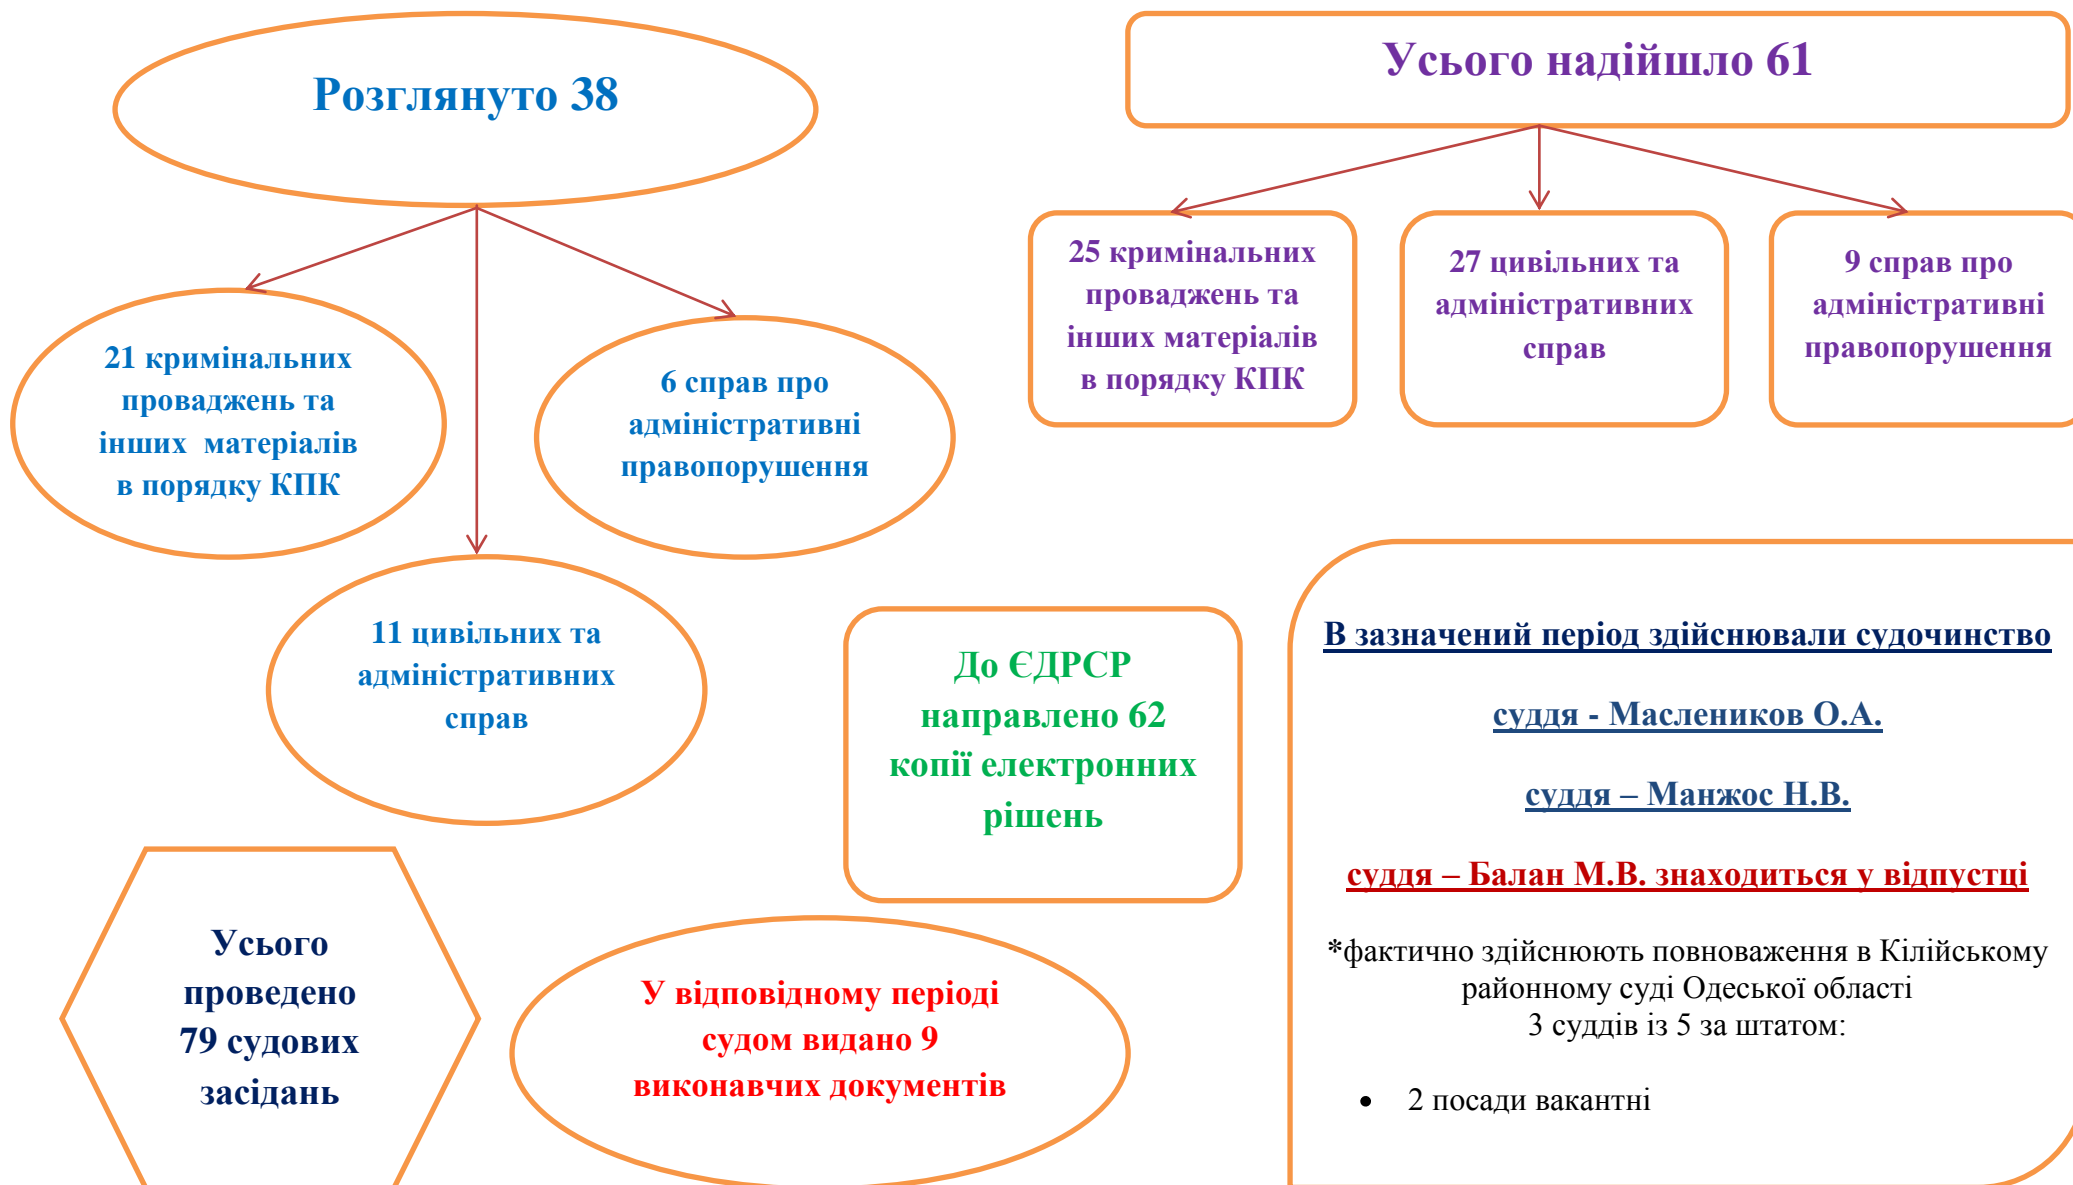 Розглянуто 38
21 кримінальних
проваджень та
інших матеріалів
в порядку КПК
6 справ про
адміністративні
правопорушення
11 цивільних та
адміністративних
справ
Усього надійшло 61
25 кримінальних
проваджень та
інших матеріалів
в порядку КПК
27 цивільних та
адміністративних
справ
9 справ про
адміністративні
правопорушення
До ЄДРСР
направлено 62
копії електронних
рішень
Усього
проведено
79 судових
засідань
У відповідному періоді
судом видано 9
виконавчих документів
В зазначений період здійснювали судочинство
суддя - Маслеников О.А.
суддя – Манжос Н.В.
суддя – Балан М.В. знаходиться у відпустці
*фактично здійснюють повноваження в Кілійському
районному суді Одеської області
3 суддів із 5 за штатом:
• 2 посади вакантні